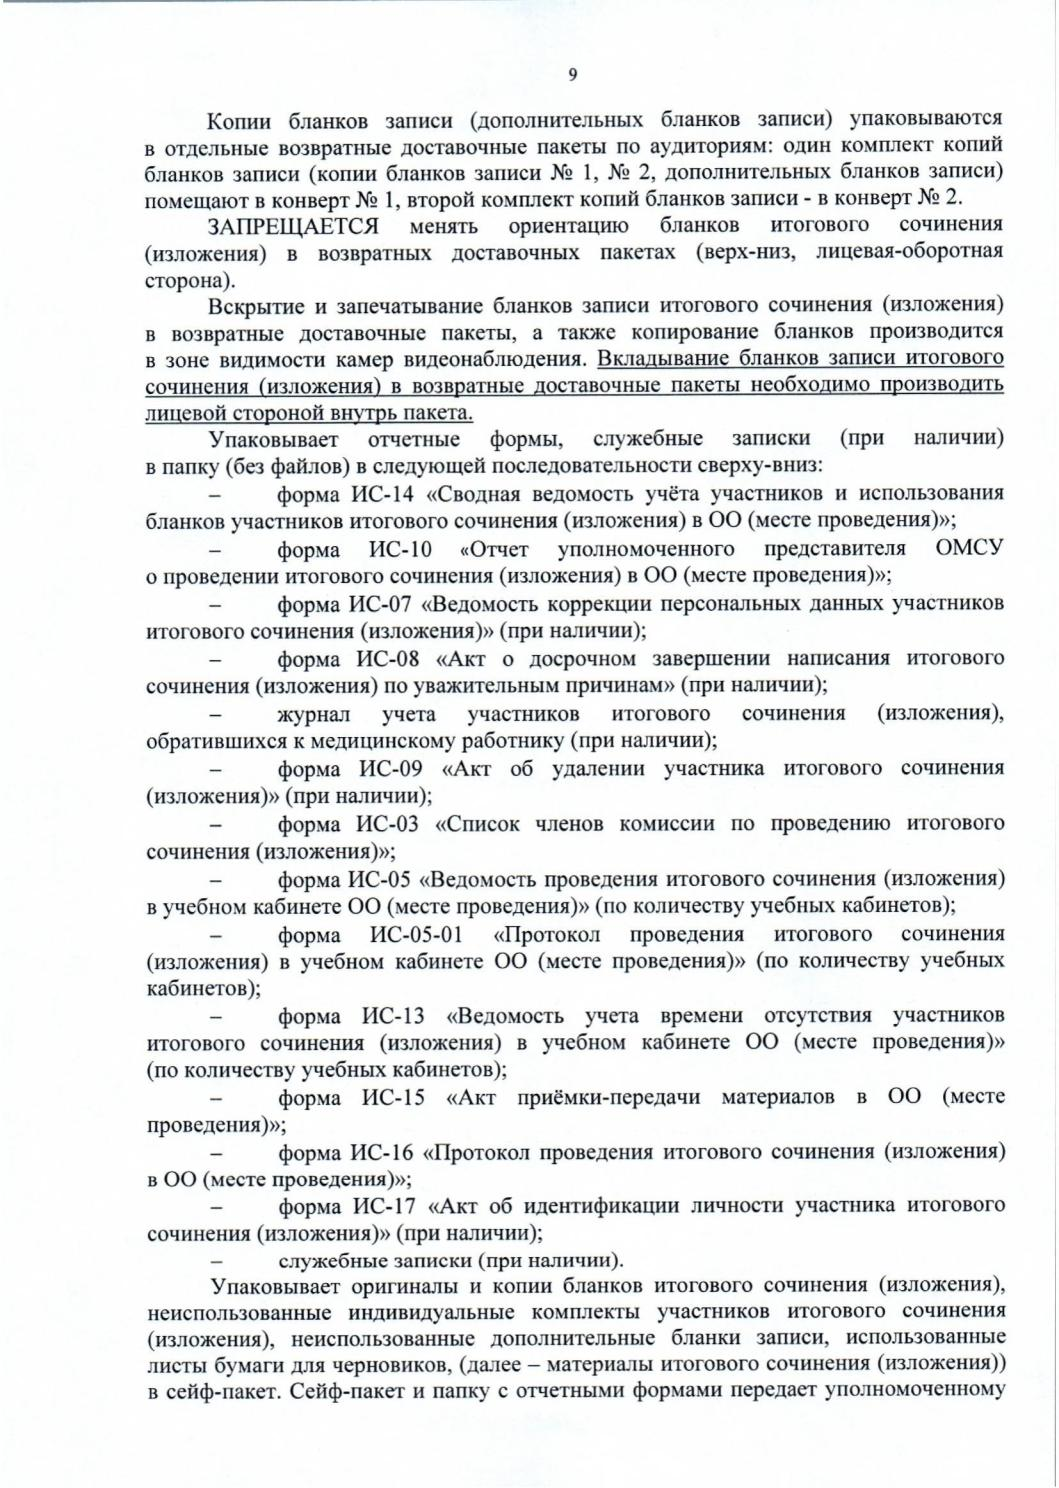 9
Копии бланков записи (дополнительных бланков записи) упаковываются
в отдельные возвратные доставочные пакеты по аудиториям: один комплект копий
бланков записи (копии бланков записи № 1, № 2, дополнительных бланков записи)
помещают в конверт № 1, второй комплект копий бланков записи - в конверт № 2.
ЗАПРЕЩАЕТСЯ менять ориентацию бланков итогового сочинения
(изложения) в возвратных доставочных пакетах (верх-низ, лицевая-оборотная
сторона).
Вскрытие и запечатывание бланков записи итогового сочинения (изложения)
в возвратные доставочные пакеты, а также копирование бланков производится
в зоне видимости камер видеонаблюдения. Вкладывание бланков записи итогового
сочинения (изложения) в возвратные доставочные пакеты необходимо производить
лицевой стороной внутрь пакета.
Упаковывает отчетные формы, служебные записки (при наличии)
в папку (без файлов) в следующей последовательности сверху-вниз:
– форма ИС-14 «Сводная ведомость учёта участников и использования
бланков участников итогового сочинения (изложения) в ОО (месте проведения)»;
– форма ИС-10 «Отчет уполномоченного представителя ОМСУ
о проведении итогового сочинения (изложения) в ОО (месте проведения)»;
– форма ИС-07 «Ведомость коррекции персональных данных участников
итогового сочинения (изложения)» (при наличии);
– форма ИС-08 «Акт о досрочном завершении написания итогового
сочинения (изложения) по уважительным причинам» (при наличии);
– журнал учета участников итогового сочинения (изложения),
обратившихся к медицинскому работнику (при наличии);
– форма ИС-09 «Акт об удалении участника итогового сочинения
(изложения)» (при наличии);
– форма ИС-03 «Список членов комиссии по проведению итогового
сочинения (изложения)»;
– форма ИС-05 «Ведомость проведения итогового сочинения (изложения)
в учебном кабинете ОО (месте проведения)» (по количеству учебных кабинетов);
– форма ИС-05-01 «Протокол проведения итогового сочинения
(изложения) в учебном кабинете ОО (месте проведения)» (по количеству учебных
кабинетов);
– форма ИС-13 «Ведомость учета времени отсутствия участников
итогового сочинения (изложения) в учебном кабинете ОО (месте проведения)»
(по количеству учебных кабинетов);
– форма ИС-15 «Акт приёмки-передачи материалов в ОО (месте
проведения)»;
– форма ИС-16 «Протокол проведения итогового сочинения (изложения)
в ОО (месте проведения)»;
– форма ИС-17 «Акт об идентификации личности участника итогового
сочинения (изложения)» (при наличии);
– служебные записки (при наличии).
Упаковывает оригиналы и копии бланков итогового сочинения (изложения),
неиспользованные индивидуальные комплекты участников итогового сочинения
(изложения), неиспользованные дополнительные бланки записи, использованные
листы бумаги для черновиков, (далее – материалы итогового сочинения (изложения))
в сейф-пакет. Сейф-пакет и папку с отчетными формами передает уполномоченному